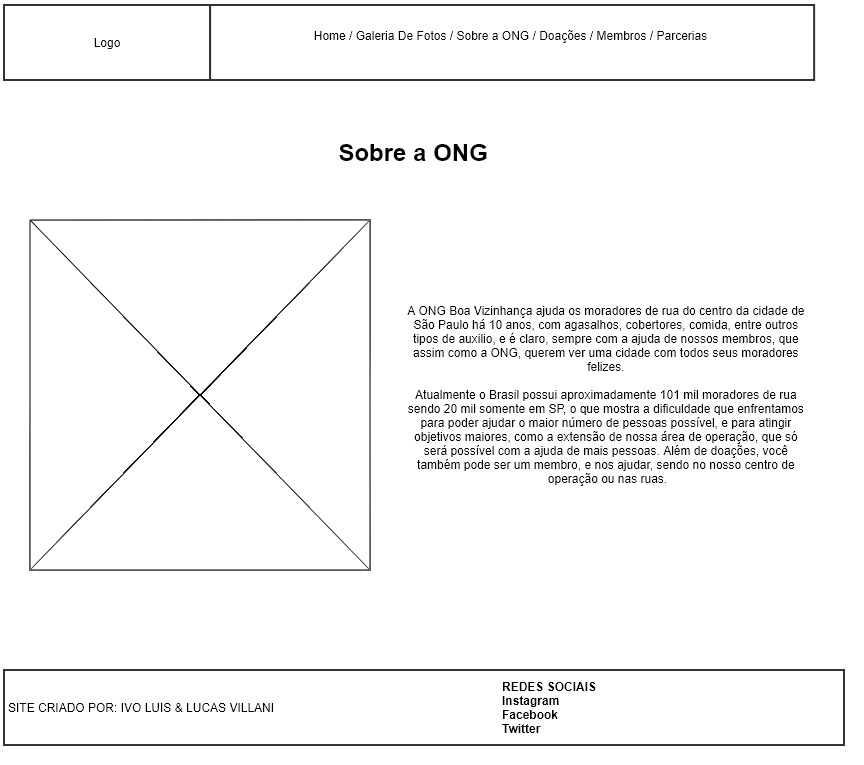 Logo
Home / Galeria De Fotos / Sobre a ONG / Doações / Membros / Parcerias
Sobre a ONG
A ONG Boa Vizinhança ajuda os moradores de rua do centro da cidade de
São Paulo há 10 anos, com agasalhos, cobertores, comida, entre outros
tipos de auxilio, e é claro, sempre com a ajuda de nossos membros, que
assim como a ONG, querem ver uma cidade com todos seus moradores
felizes.
Atualmente o Brasil possui aproximadamente 101 mil moradores de rua
sendo 20 mil somente em SP, o que mostra a dificuldade que enfrentamos
para poder ajudar o maior número de pessoas possível, e para atingir
objetivos maiores, como a extensão de nossa área de operação, que só
será possível com a ajuda de mais pessoas. Além de doações, você
também pode ser um membro, e nos ajudar, sendo no nosso centro de
operação ou nas ruas.
SITE CRIADO POR: IVO LUIS & LUCAS VILLANI
REDES SOCIAIS
Instagram
Facebook
Twitter